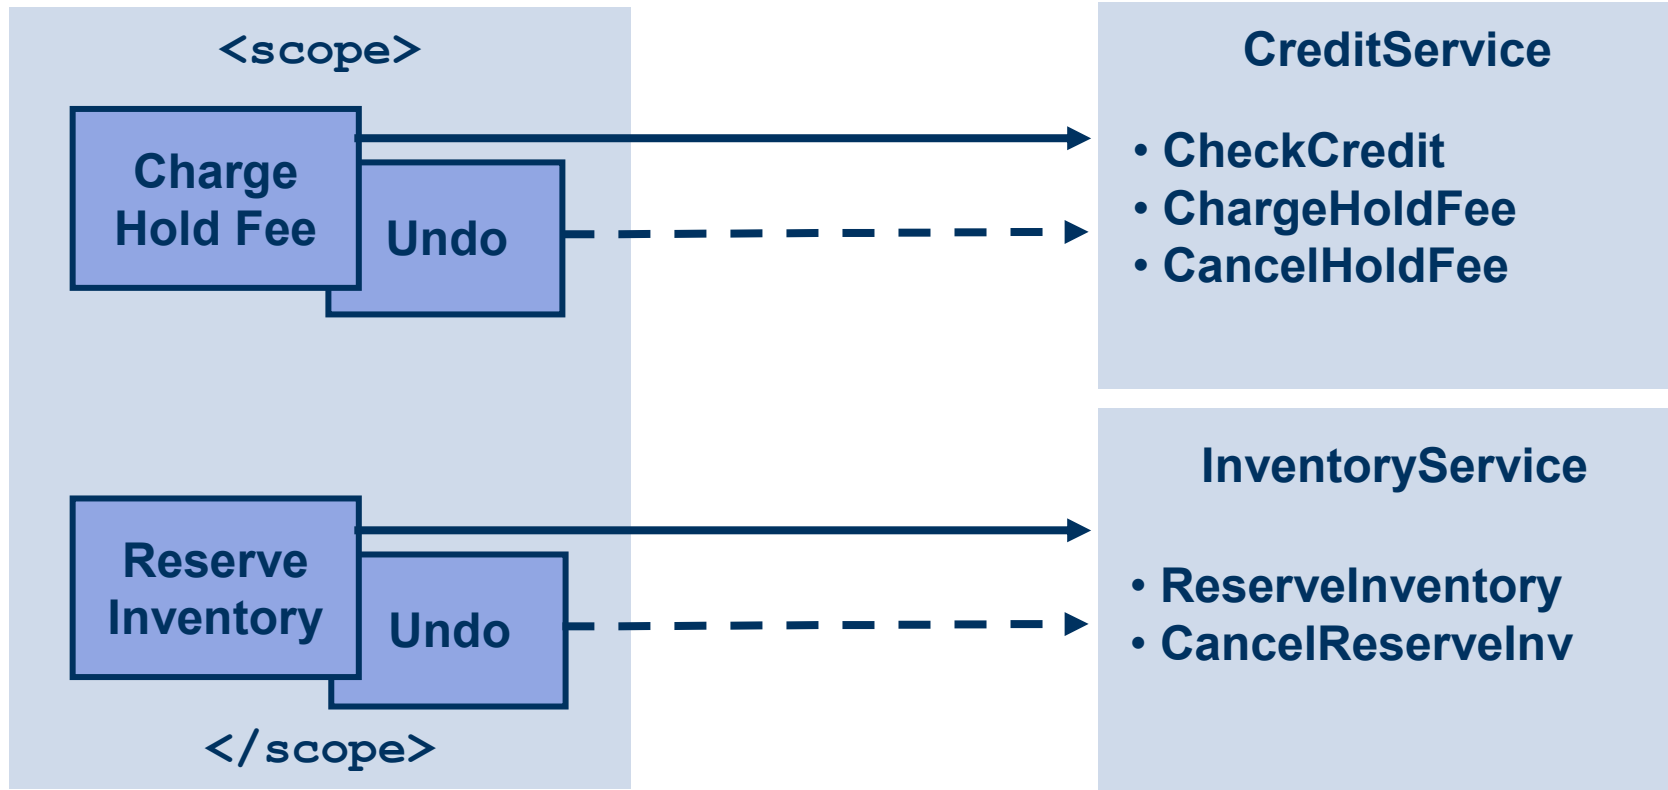 <scope>
Charge
Hold Fee
Undo
Reserve
Inventory
Undo
</scope>
CreditService
• CheckCredit
• ChargeHoldFee
• CancelHoldFee
InventoryService
• ReserveInventory
• CancelReserveInv